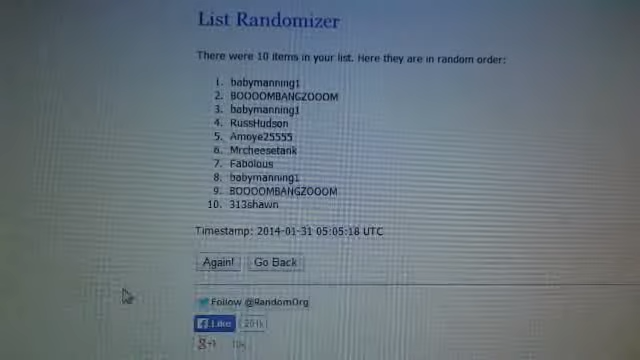 List Randomizer
There were 10 items in your list. Here they are in random order:
1. babymanning1
2. BOOOOMBANGZOOOM
3. babymanning1
4. RussHudson
5. Amoye25555
6. Mrcheesetank
7. Fabolous
8. babymanning1
9. BOOOOMBANGZOOOM
10. 313shawn
Timestamp: 2014-01-31 05:05:18 UTC
Again! Go Back
Follow @RandomOrg
Like 201k
g+1